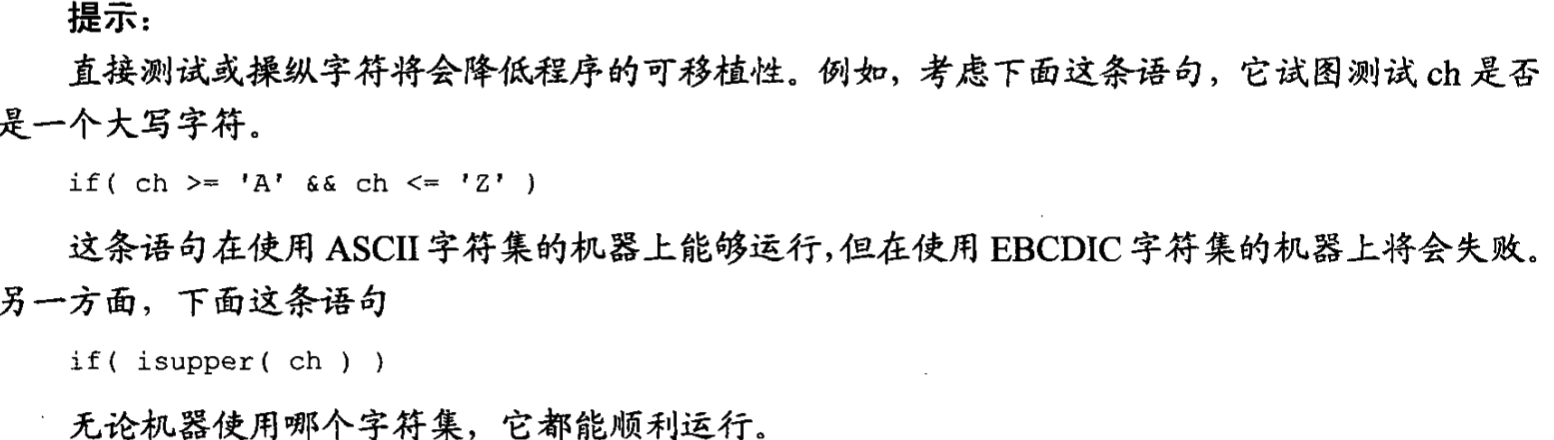 提示：
直接测试或操纵字符将会降低程序的可移植性。例如，考虑下面这条语句，它试图测试 ch 是否
是一个大写字符。
if( ch >= 'A' && ch <= 'Z' )
这条语句在使用 ASCII 字符集的机器上能够运行，但在使用 EBCDIC 字符集的机器上将会失败。
另一方面，下面这条语句
if( isupper( ch ) )
无论机器使用哪个字符集，它都能顺利运行。